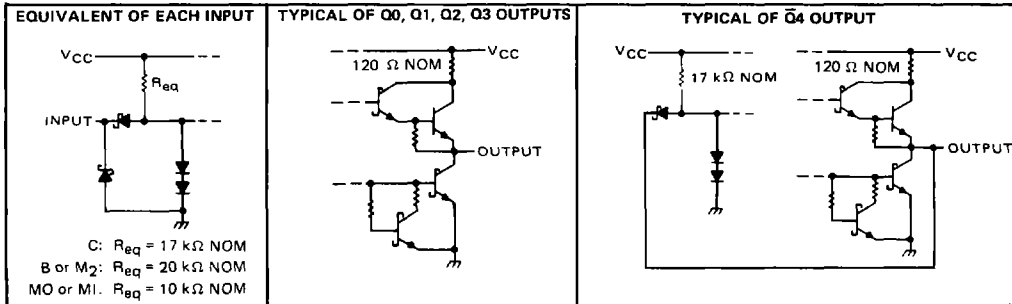 EQUIVALENT OF EACH INPUT
VCC
Req
INPUT
C: Req = 17 kΩ NOM
B or M2: Req = 20 kΩ NOM
MO or MI. Req = 10 kΩ NOM
TYPICAL OF Q0, Q1, Q2, Q3 OUTPUTS
VCC
120 Ω NOM
OUTPUT
TYPICAL OF Q̅4 OUTPUT
VCC
17 kΩ NOM
VCC
120 Ω NOM
OUTPUT